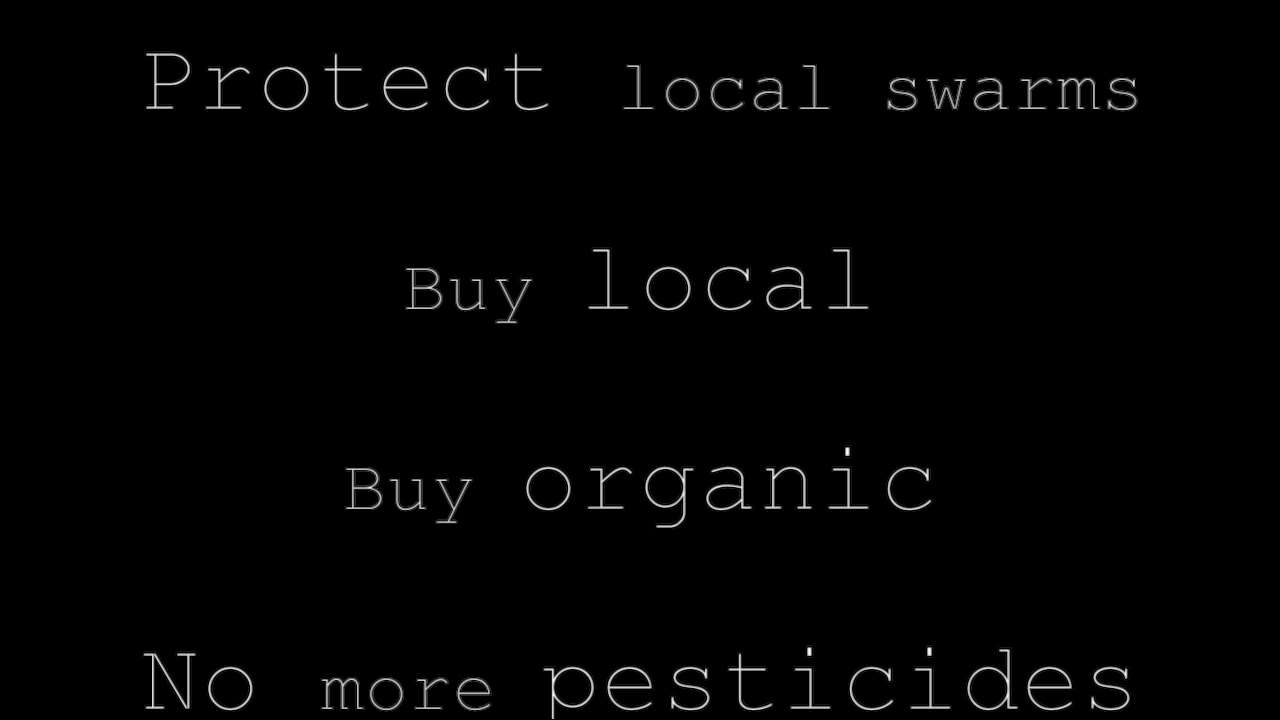 Protect local swarms
Buy local
Buy organic
No more pesticides